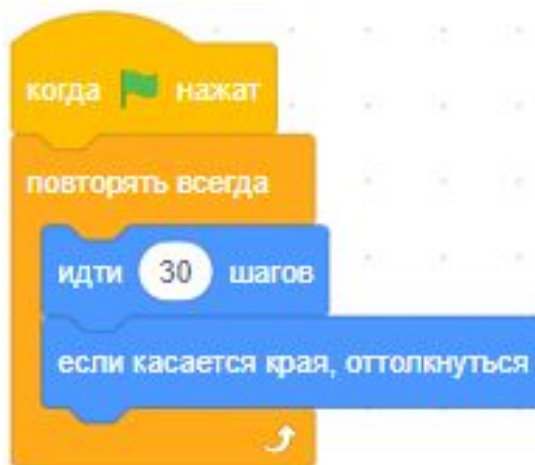 когда нажат
повторять всегда
идти 30 шагов
если касается края, оттолкнуться